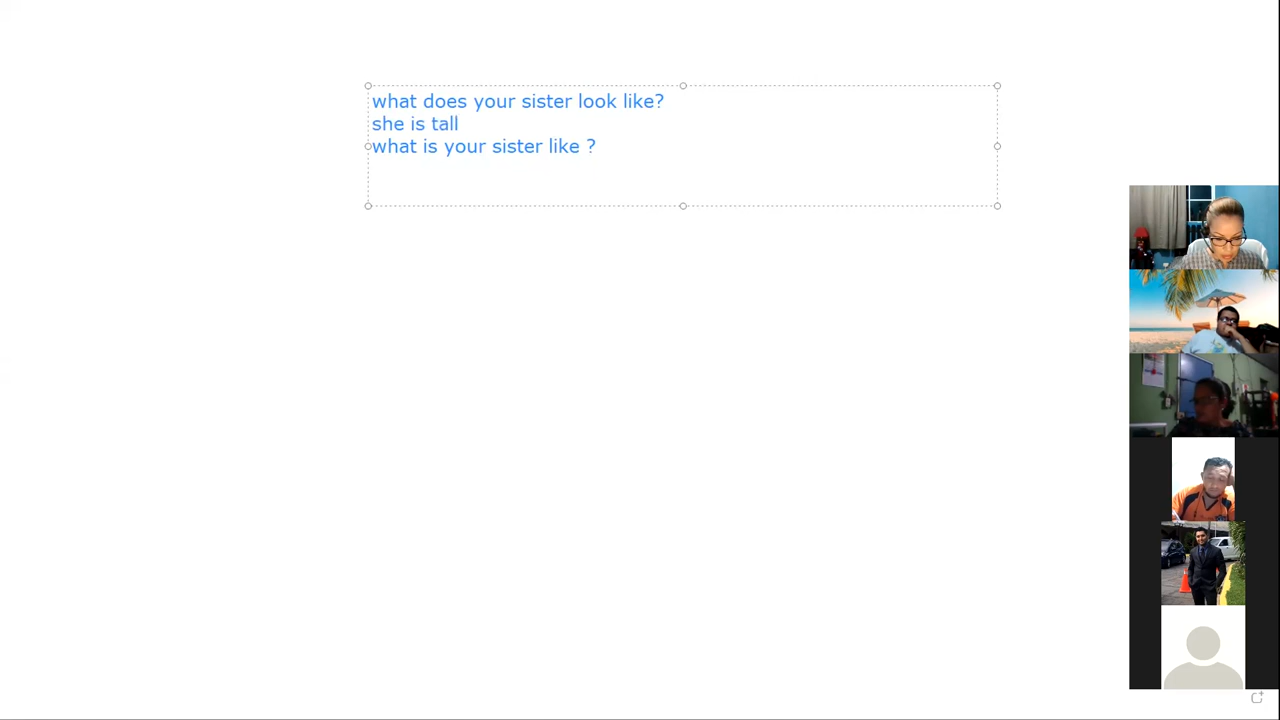 what does your sister look like?
she is tall
what is your sister like ?